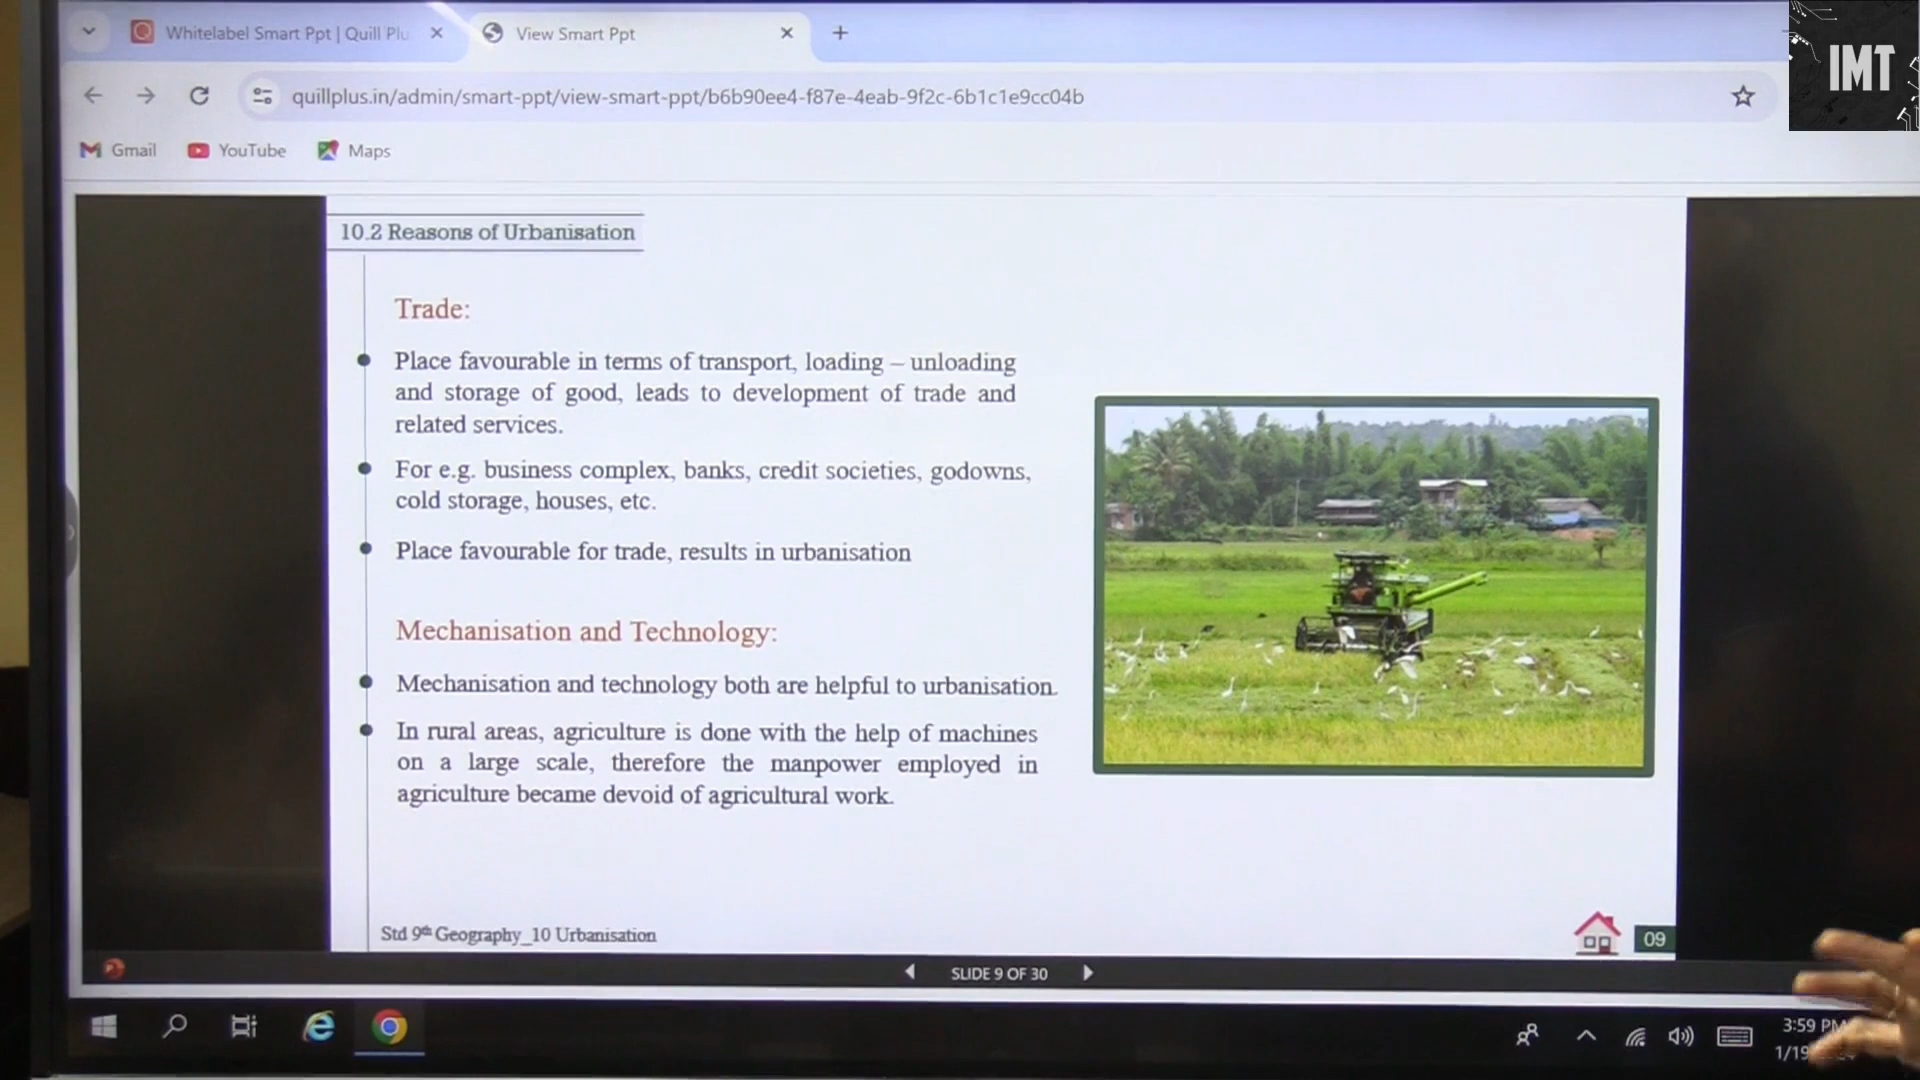 Whitelabel Smart Ppt | Quill Plu
View Smart Ppt
IMT
quillplus.in/admin/smart-ppt/view-smart-ppt/b6b90ee4-f87e-4eab-9f2c-6b1c1e9cc04b
Gmail
YouTube
Maps
10.2 Reasons of Urbanisation
Trade:
Place favourable in terms of transport, loading – unloading
and storage of good, leads to development of trade and
related services.
For e.g. business complex, banks, credit societies, godowns,
cold storage, houses, etc.
Place favourable for trade, results in urbanisation
Mechanisation and Technology:
Mechanisation and technology both are helpful to urbanisation.
In rural areas, agriculture is done with the help of machines
on a large scale, therefore the manpower employed in
agriculture became devoid of agricultural work.
Std 9th Geography_10 Urbanisation
09
SLIDE 9 OF 30
3:59 PM
1/19